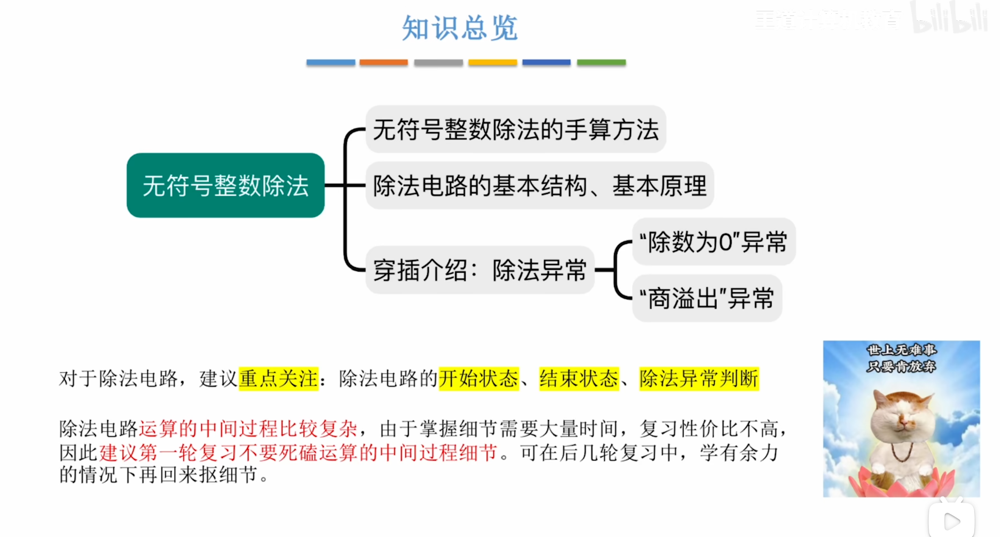 知识总览
王道计算机教育 bilibili
无符号整数除法
无符号整数除法的手算方法
除法电路的基本结构、基本原理
穿插介绍：除法异常
“除数为0”异常
“商溢出”异常
世上无难事
只要肯放弃
对于除法电路，建议重点关注：除法电路的开始状态、结束状态、除法异常判断
除法电路运算的中间过程比较复杂，由于掌握细节需要大量时间，复习性价比不高，
因此建议第一轮复习不要死磕运算的中间过程细节。可在后几轮复习中，学有余力
的情况下再回来抠细节。